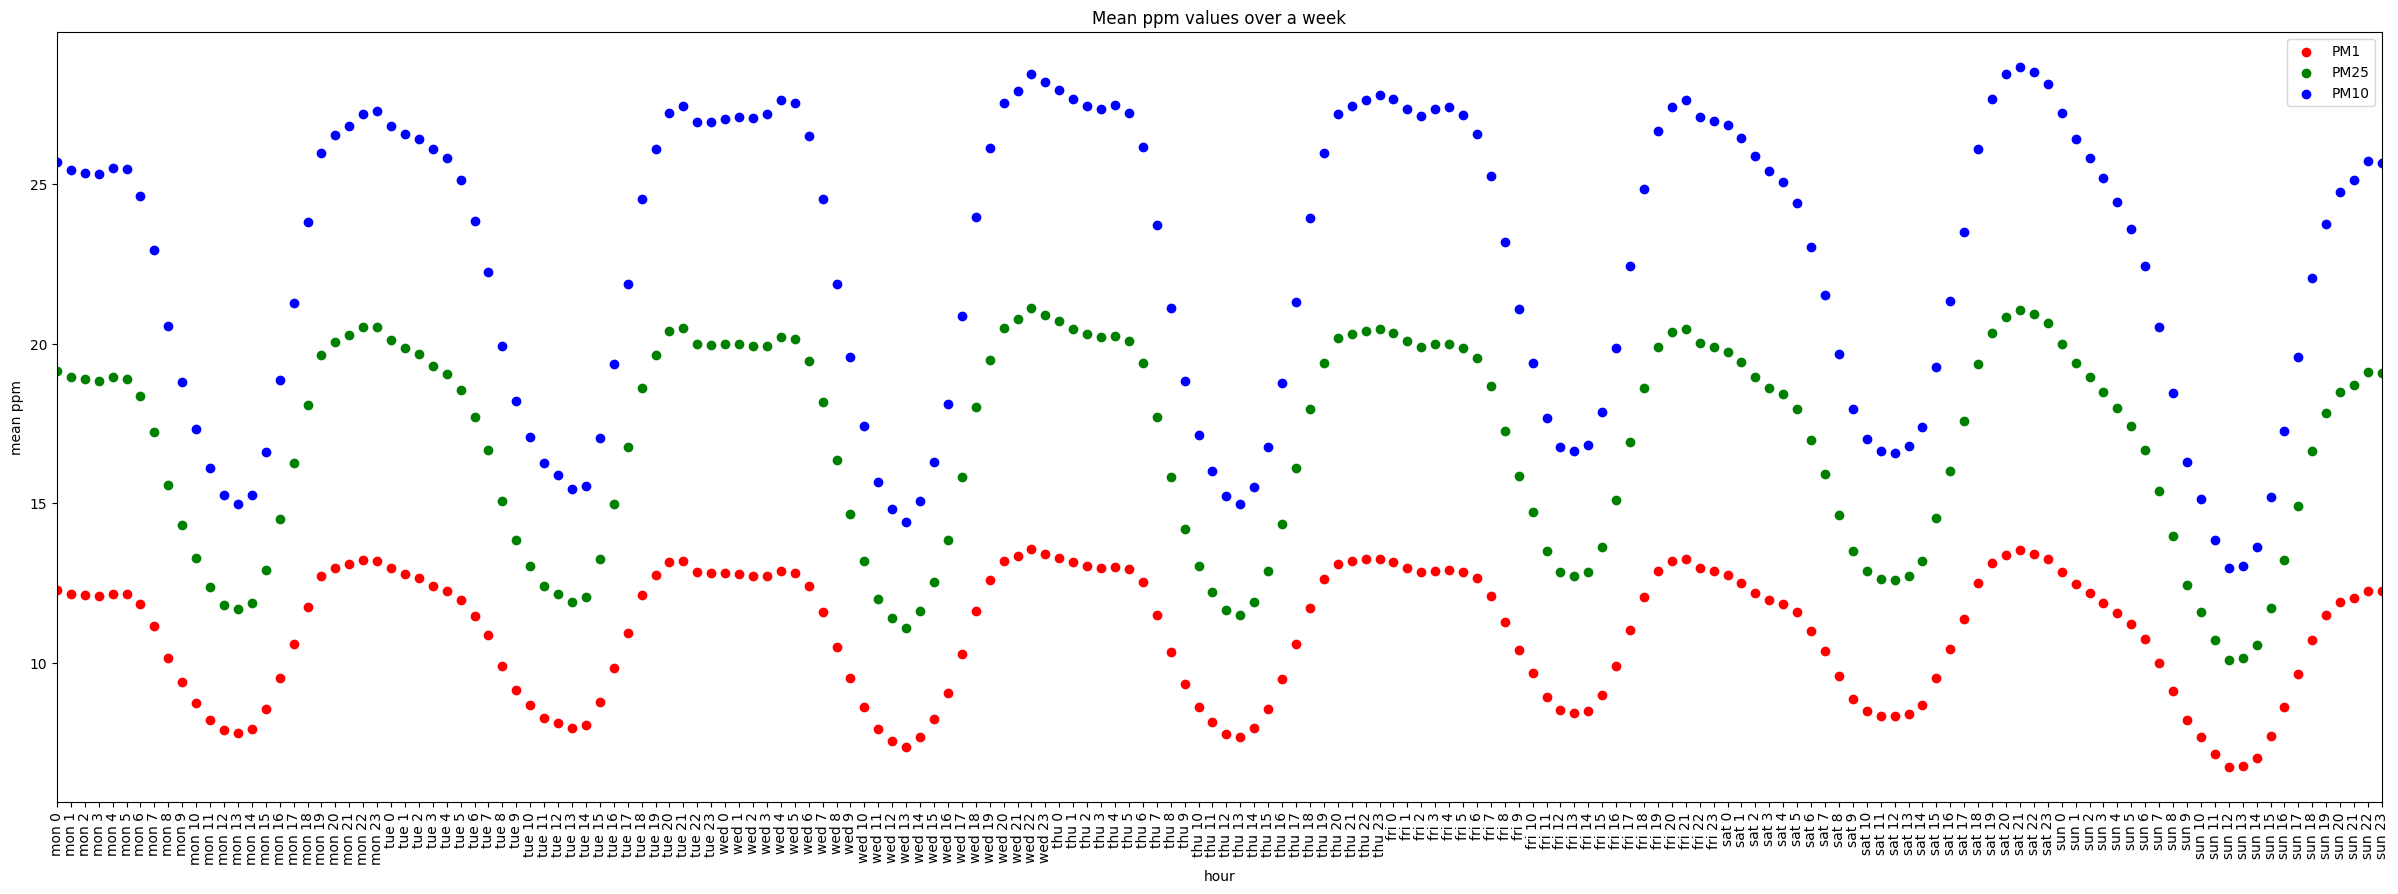 Mean ppm values over a week
PM1
PM25
PM10
25
20
15
10
mean ppm
mon 0
mon 1
mon 2
mon 3
mon 4
mon 5
mon 6
mon 7
mon 8
mon 9
mon 10
mon 11
mon 12
mon 13
mon 14
mon 15
mon 16
mon 17
mon 18
mon 19
mon 20
mon 21
mon 22
mon 23
tue 0
tue 1
tue 2
tue 3
tue 4
tue 5
tue 6
tue 7
tue 8
tue 9
tue 10
tue 11
tue 12
tue 13
tue 14
tue 15
tue 16
tue 17
tue 18
tue 19
tue 20
tue 21
tue 22
tue 23
wed 0
wed 1
wed 2
wed 3
wed 4
wed 5
wed 6
wed 7
wed 8
wed 9
wed 10
wed 11
wed 12
wed 13
wed 14
wed 15
wed 16
wed 17
wed 18
wed 19
wed 20
wed 21
wed 22
wed 23
thu 0
thu 1
thu 2
thu 3
thu 4
thu 5
thu 6
thu 7
thu 8
thu 9
thu 10
thu 11
thu 12
thu 13
thu 14
thu 15
thu 16
thu 17
thu 18
thu 19
thu 20
thu 21
thu 22
thu 23
fri 0
fri 1
fri 2
fri 3
fri 4
fri 5
fri 6
fri 7
fri 8
fri 9
fri 10
fri 11
fri 12
fri 13
fri 14
fri 15
fri 16
fri 17
fri 18
fri 19
fri 20
fri 21
fri 22
fri 23
sat 0
sat 1
sat 2
sat 3
sat 4
sat 5
sat 6
sat 7
sat 8
sat 9
sat 10
sat 11
sat 12
sat 13
sat 14
sat 15
sat 16
sat 17
sat 18
sat 19
sat 20
sat 21
sat 22
sat 23
sun 0
sun 1
sun 2
sun 3
sun 4
sun 5
sun 6
sun 7
sun 8
sun 9
sun 10
sun 11
sun 12
sun 13
sun 14
sun 15
sun 16
sun 17
sun 18
sun 19
sun 20
sun 21
sun 22
sun 23
hour